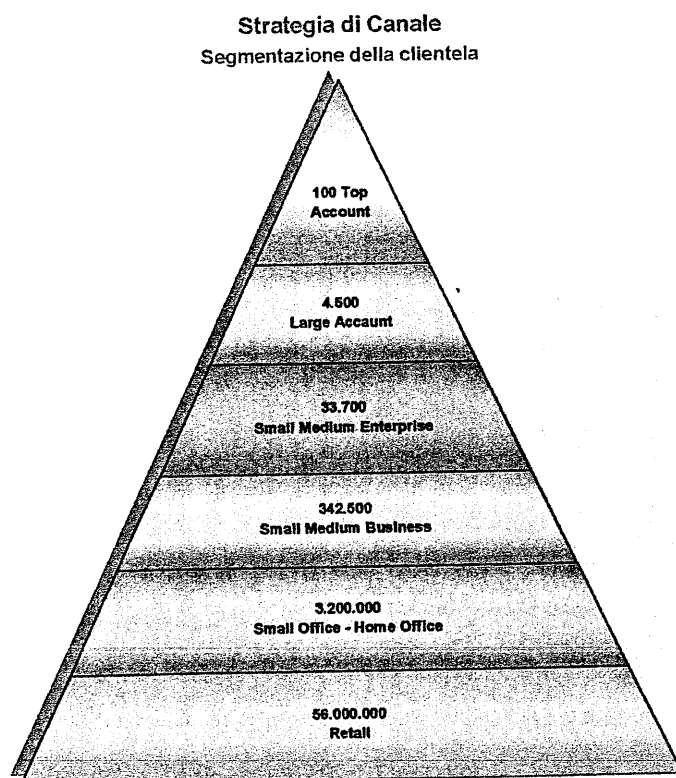 Strategia di Canale
Segmentazione della clientela
100 Top
Account
4.500
Large Accaunt
33.700
Small Medium Enterprise
342.500
Small Medium Business
3.200.000
Small Office - Home Office
56.000.000
Retail